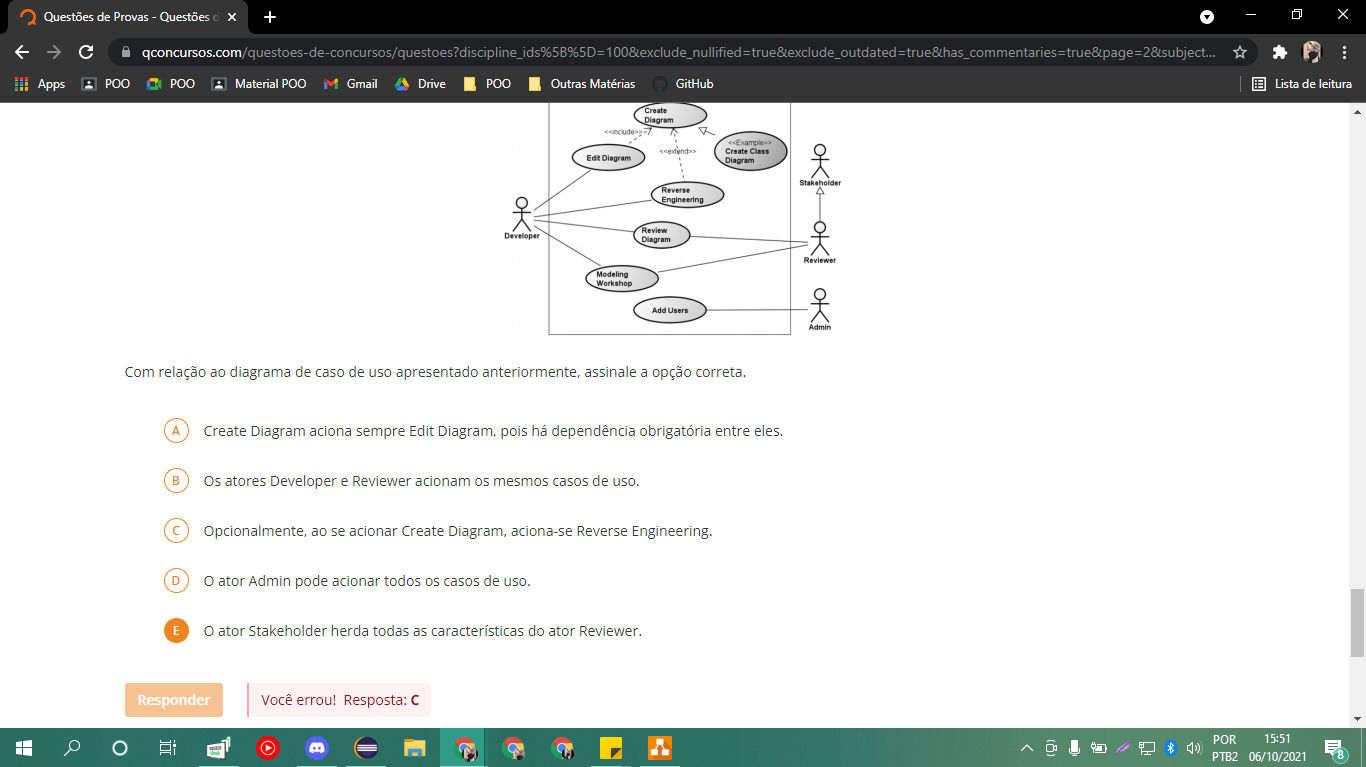 Questões de Provas - Questões d
qconcursos.com/questoes-de-concursos/questoes?discipline_ids%5B%5D=100&exclude_nullified=true&exclude_outdated=true&has_commentaries=true&page=2&subject...
Apps POO POO Material POO Gmail Drive POO Outras Matérias GitHub Lista de leitura
Create
Diagram
<<include>>
<<Example>>
Create Class
Diagram
Edit Diagram
<<extend>>
Stakeholder
Reverse
Engineering
Developer
Review
Diagram
Reviewer
Modeling
Workshop
Add Users
Admin
Com relação ao diagrama de caso de uso apresentado anteriormente, assinale a opção correta.
A Create Diagram aciona sempre Edit Diagram, pois há dependência obrigatória entre eles.
B Os atores Developer e Reviewer acionam os mesmos casos de uso.
C Opcionalmente, ao se acionar Create Diagram, aciona-se Reverse Engineering.
D O ator Admin pode acionar todos os casos de uso.
E O ator Stakeholder herda todas as características do ator Reviewer.
Responder Você errou! Resposta: C
POR 15:51
PTB2 06/10/2021
8